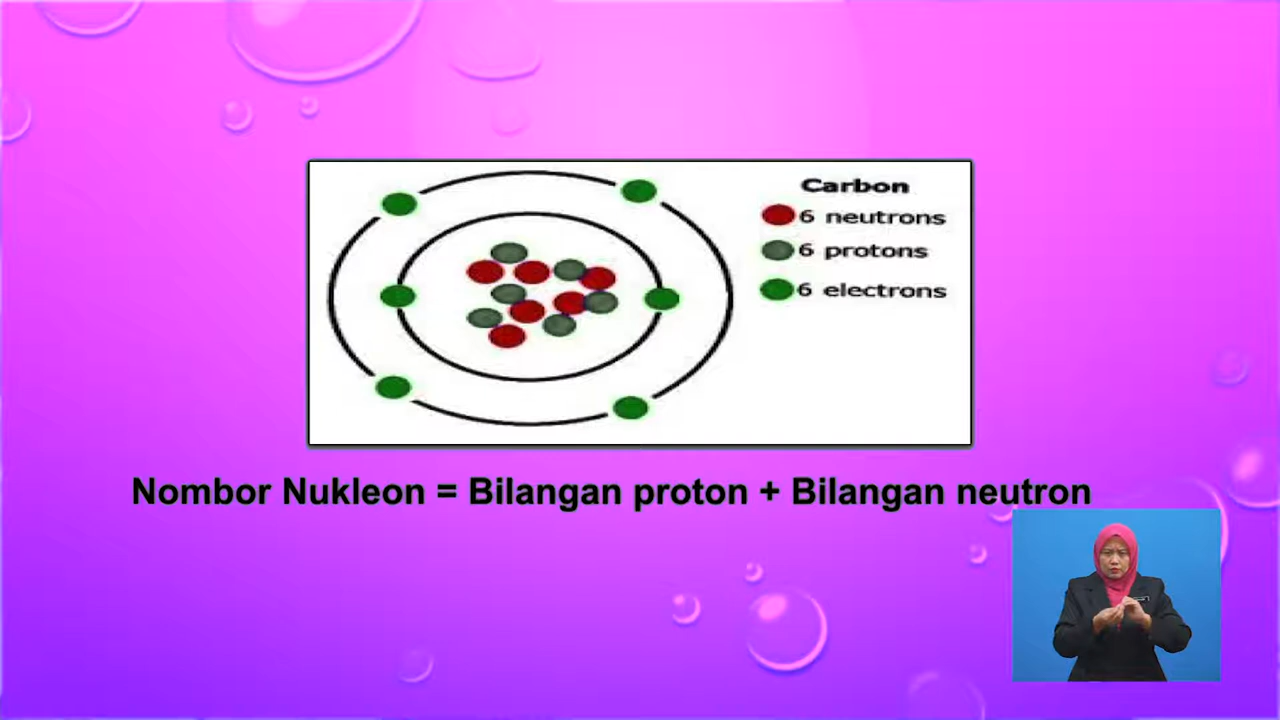 Carbon
6 neutrons
6 protons
6 electrons
Nombor Nukleon = Bilangan proton + Bilangan neutron